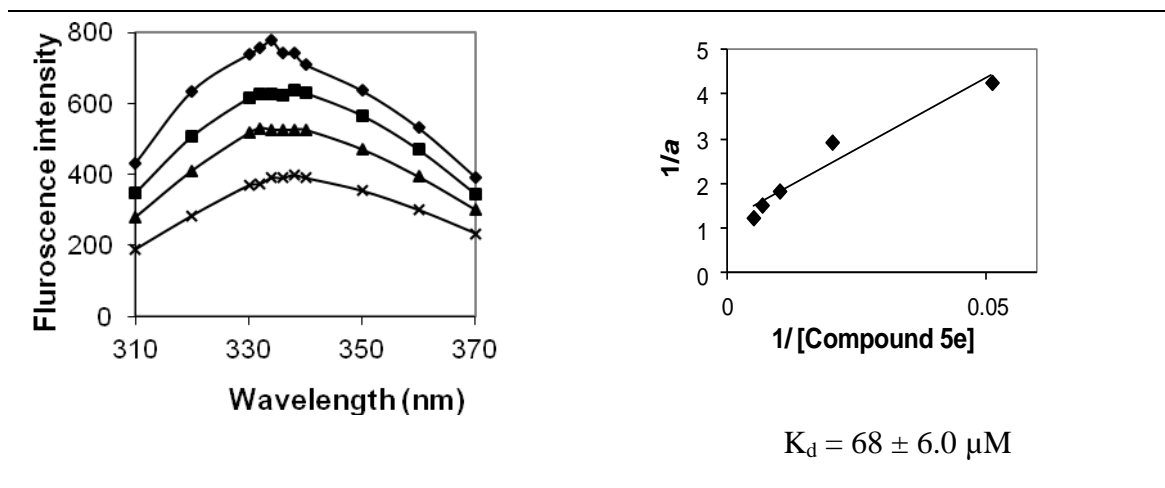 800
600
400
200
0
310 330 350 370
Fluroscence intensity
Wavelength (nm)
5
4
3
2
1
0
0 0.05
1/a
1/ [Compound 5e]
K_d = 68 ± 6.0 µM